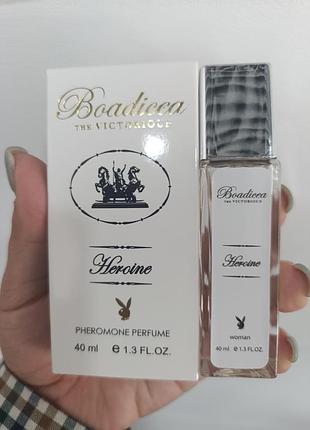 Boadicea
THE VICTORIOUS
Heroine
PHEROMONE PERFUME
40 ml e 1.3 FL.OZ.
Boadicea
THE VICTORIOUS
Heroine
woman
40 ml e 1.3 FL.OZ.